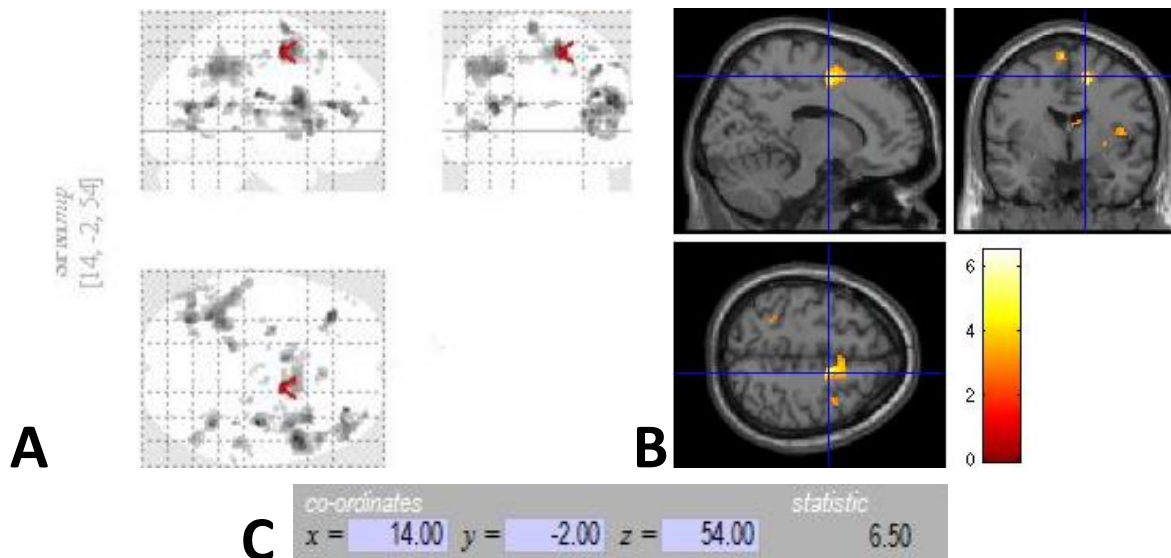 [14, -2, 54]
A
B
6
4
2
0
C
co-ordinates
statistic
x = 14.00 y = -2.00 z = 54.00 6.50